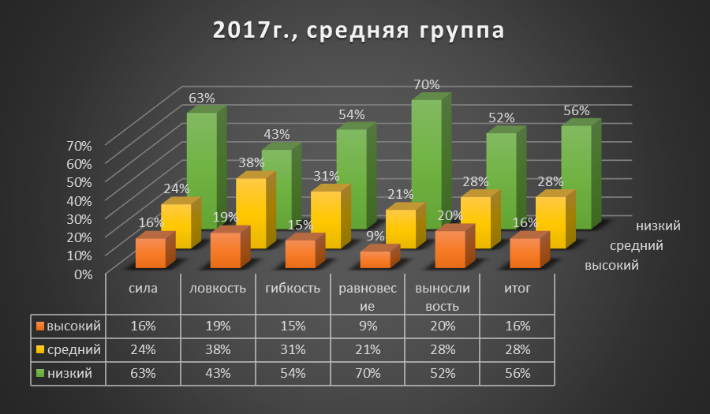 2017г., средняя группа
70%
60%
50%
40%
30%
20%
10%
0%
63%
43%
54%
70%
52%
56%
24%
38%
31%
21%
28%
28%
16%
19%
15%
9%
20%
16%
низкий
средний
высокий
сила ловкость гибкость равновес выносли итог
ие вость
высокий 16% 19% 15% 9% 20% 16%
средний 24% 38% 31% 21% 28% 28%
низкий 63% 43% 54% 70% 52% 56%